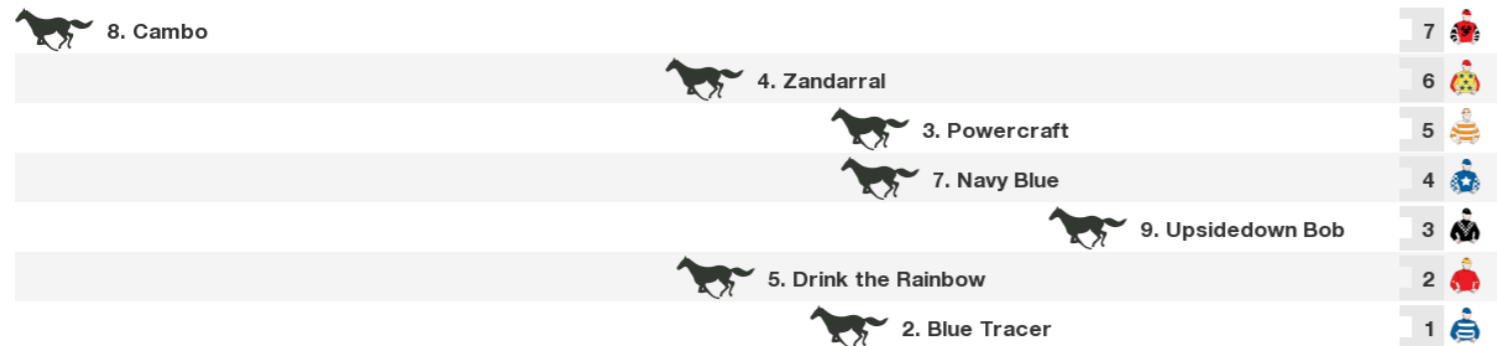 8. Cambo 7
4. Zandarral 6
3. Powercraft 5
7. Navy Blue 4
9. Upsidedown Bob 3
5. Drink the Rainbow 2
2. Blue Tracer 1